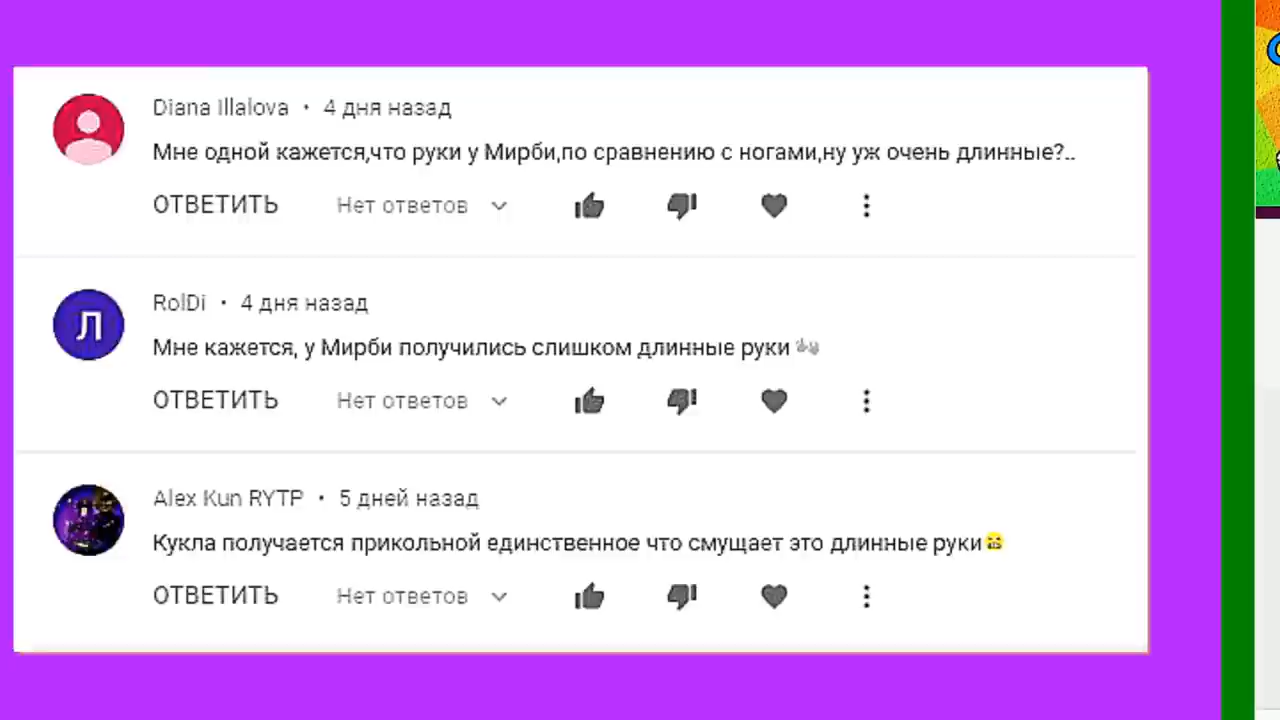 Diana Illalova • 4 дня назад
Мне одной кажется,что руки у Мирби,по сравнению с ногами,ну уж очень длинные?..
ОТВЕТИТЬ Нет ответов
Л
RolDi • 4 дня назад
Мне кажется, у Мирби получились слишком длинные руки 👐
ОТВЕТИТЬ Нет ответов
Alex Kun RYTP • 5 дней назад
Кукла получается прикольной единственное что смущает это длинные руки😆
ОТВЕТИТЬ Нет ответов